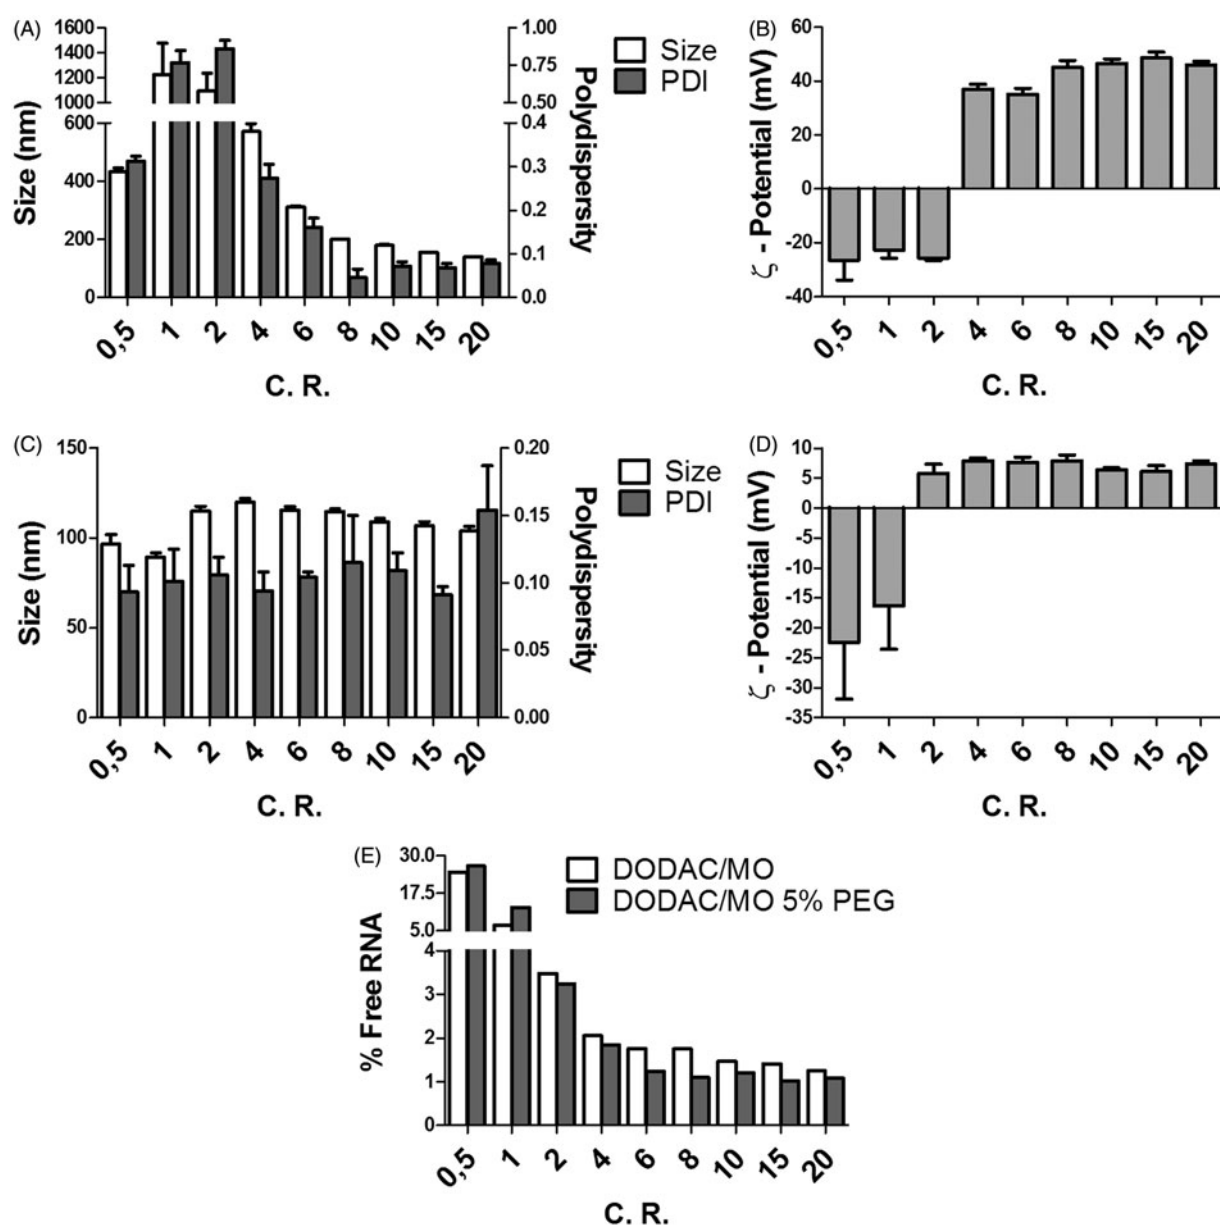 (A)
1600
1400
1200
1000
600
400
200
0
Size (nm)
1.00
0.75
0.50
0.4
0.3
0.2
0.1
0.0
Polydispersity
Size
PDI
0,5 1 2 4 6 8 10 15 20
C. R.
(B)
60
40
20
0
-20
-40
ζ - Potential (mV)
0,5 1 2 4 6 8 10 15 20
C. R.
(C)
150
100
50
0
Size (nm)
0.20
0.15
0.10
0.05
0.00
Polydispersity
Size
PDI
0,5 1 2 4 6 8 10 15 20
C. R.
(D)
10
5
0
-5
-10
-15
-20
-25
-30
-35
ζ - Potential (mV)
0,5 1 2 4 6 8 10 15 20
C. R.
(E)
30.0
17.5
5.0
4
3
2
1
0
% Free RNA
DODAC/MO
DODAC/MO 5% PEG
0,5 1 2 4 6 8 10 15 20
C. R.